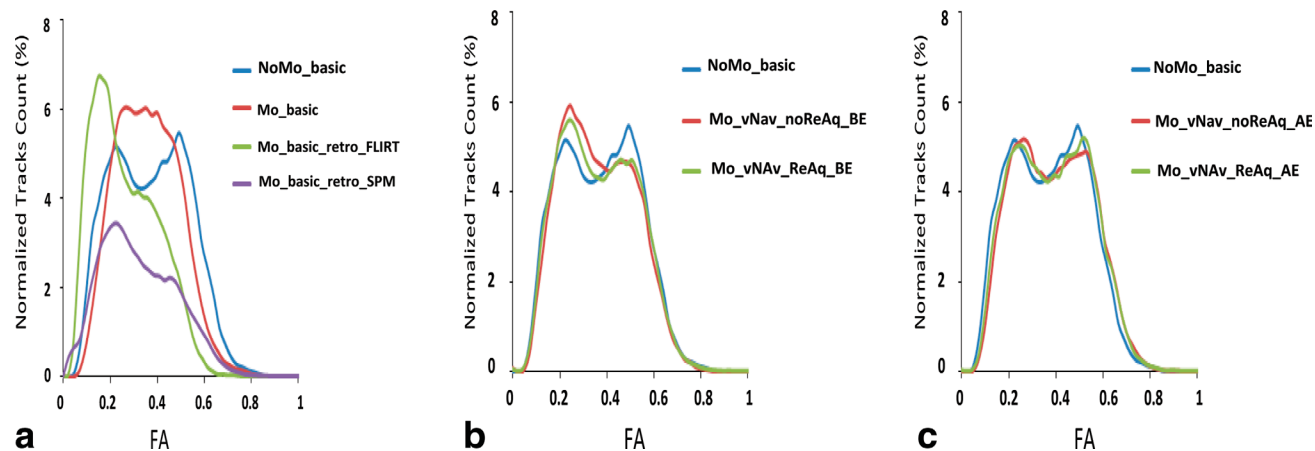 Normalized Tracks Count (%)
8
6
4
2
0
0 0.2 0.4 0.6 0.8 1
FA
NoMo_basic
Mo_basic
Mo_basic_retro_FLIRT
Mo_basic_retro_SPM
a
Normalized Tracks Count (%)
8
6
4
2
0
0 0.2 0.4 0.6 0.8 1
FA
NoMo_basic
Mo_vNav_noReAq_BE
Mo_vNAv_ReAq_BE
b
Normalized Tracks Count (%)
8
6
4
2
0
0 0.2 0.4 0.6 0.8 1
FA
NoMo_basic
Mo_vNav_noReAq_AE
Mo_vNAv_ReAq_AE
c